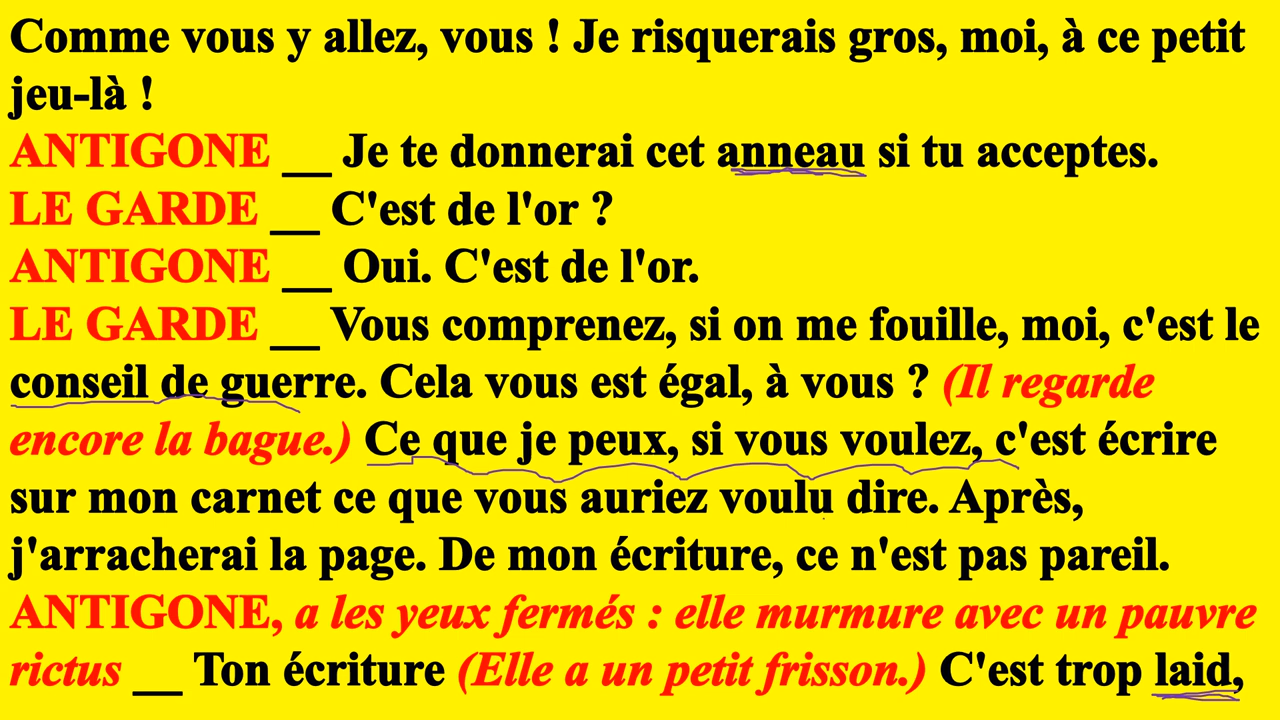 Comme vous y allez, vous ! Je risquerais gros, moi, à ce petit
jeu-là !
ANTIGONE __ Je te donnerai cet anneau si tu acceptes.
LE GARDE __ C'est de l'or ?
ANTIGONE __ Oui. C'est de l'or.
LE GARDE __ Vous comprenez, si on me fouille, moi, c'est le
conseil de guerre. Cela vous est égal, à vous ? (Il regarde
encore la bague.) Ce que je peux, si vous voulez, c'est écrire
sur mon carnet ce que vous auriez voulu dire. Après,
j'arracherai la page. De mon écriture, ce n'est pas pareil.
ANTIGONE, a les yeux fermés : elle murmure avec un pauvre
rictus __ Ton écriture (Elle a un petit frisson.) C'est trop laid,